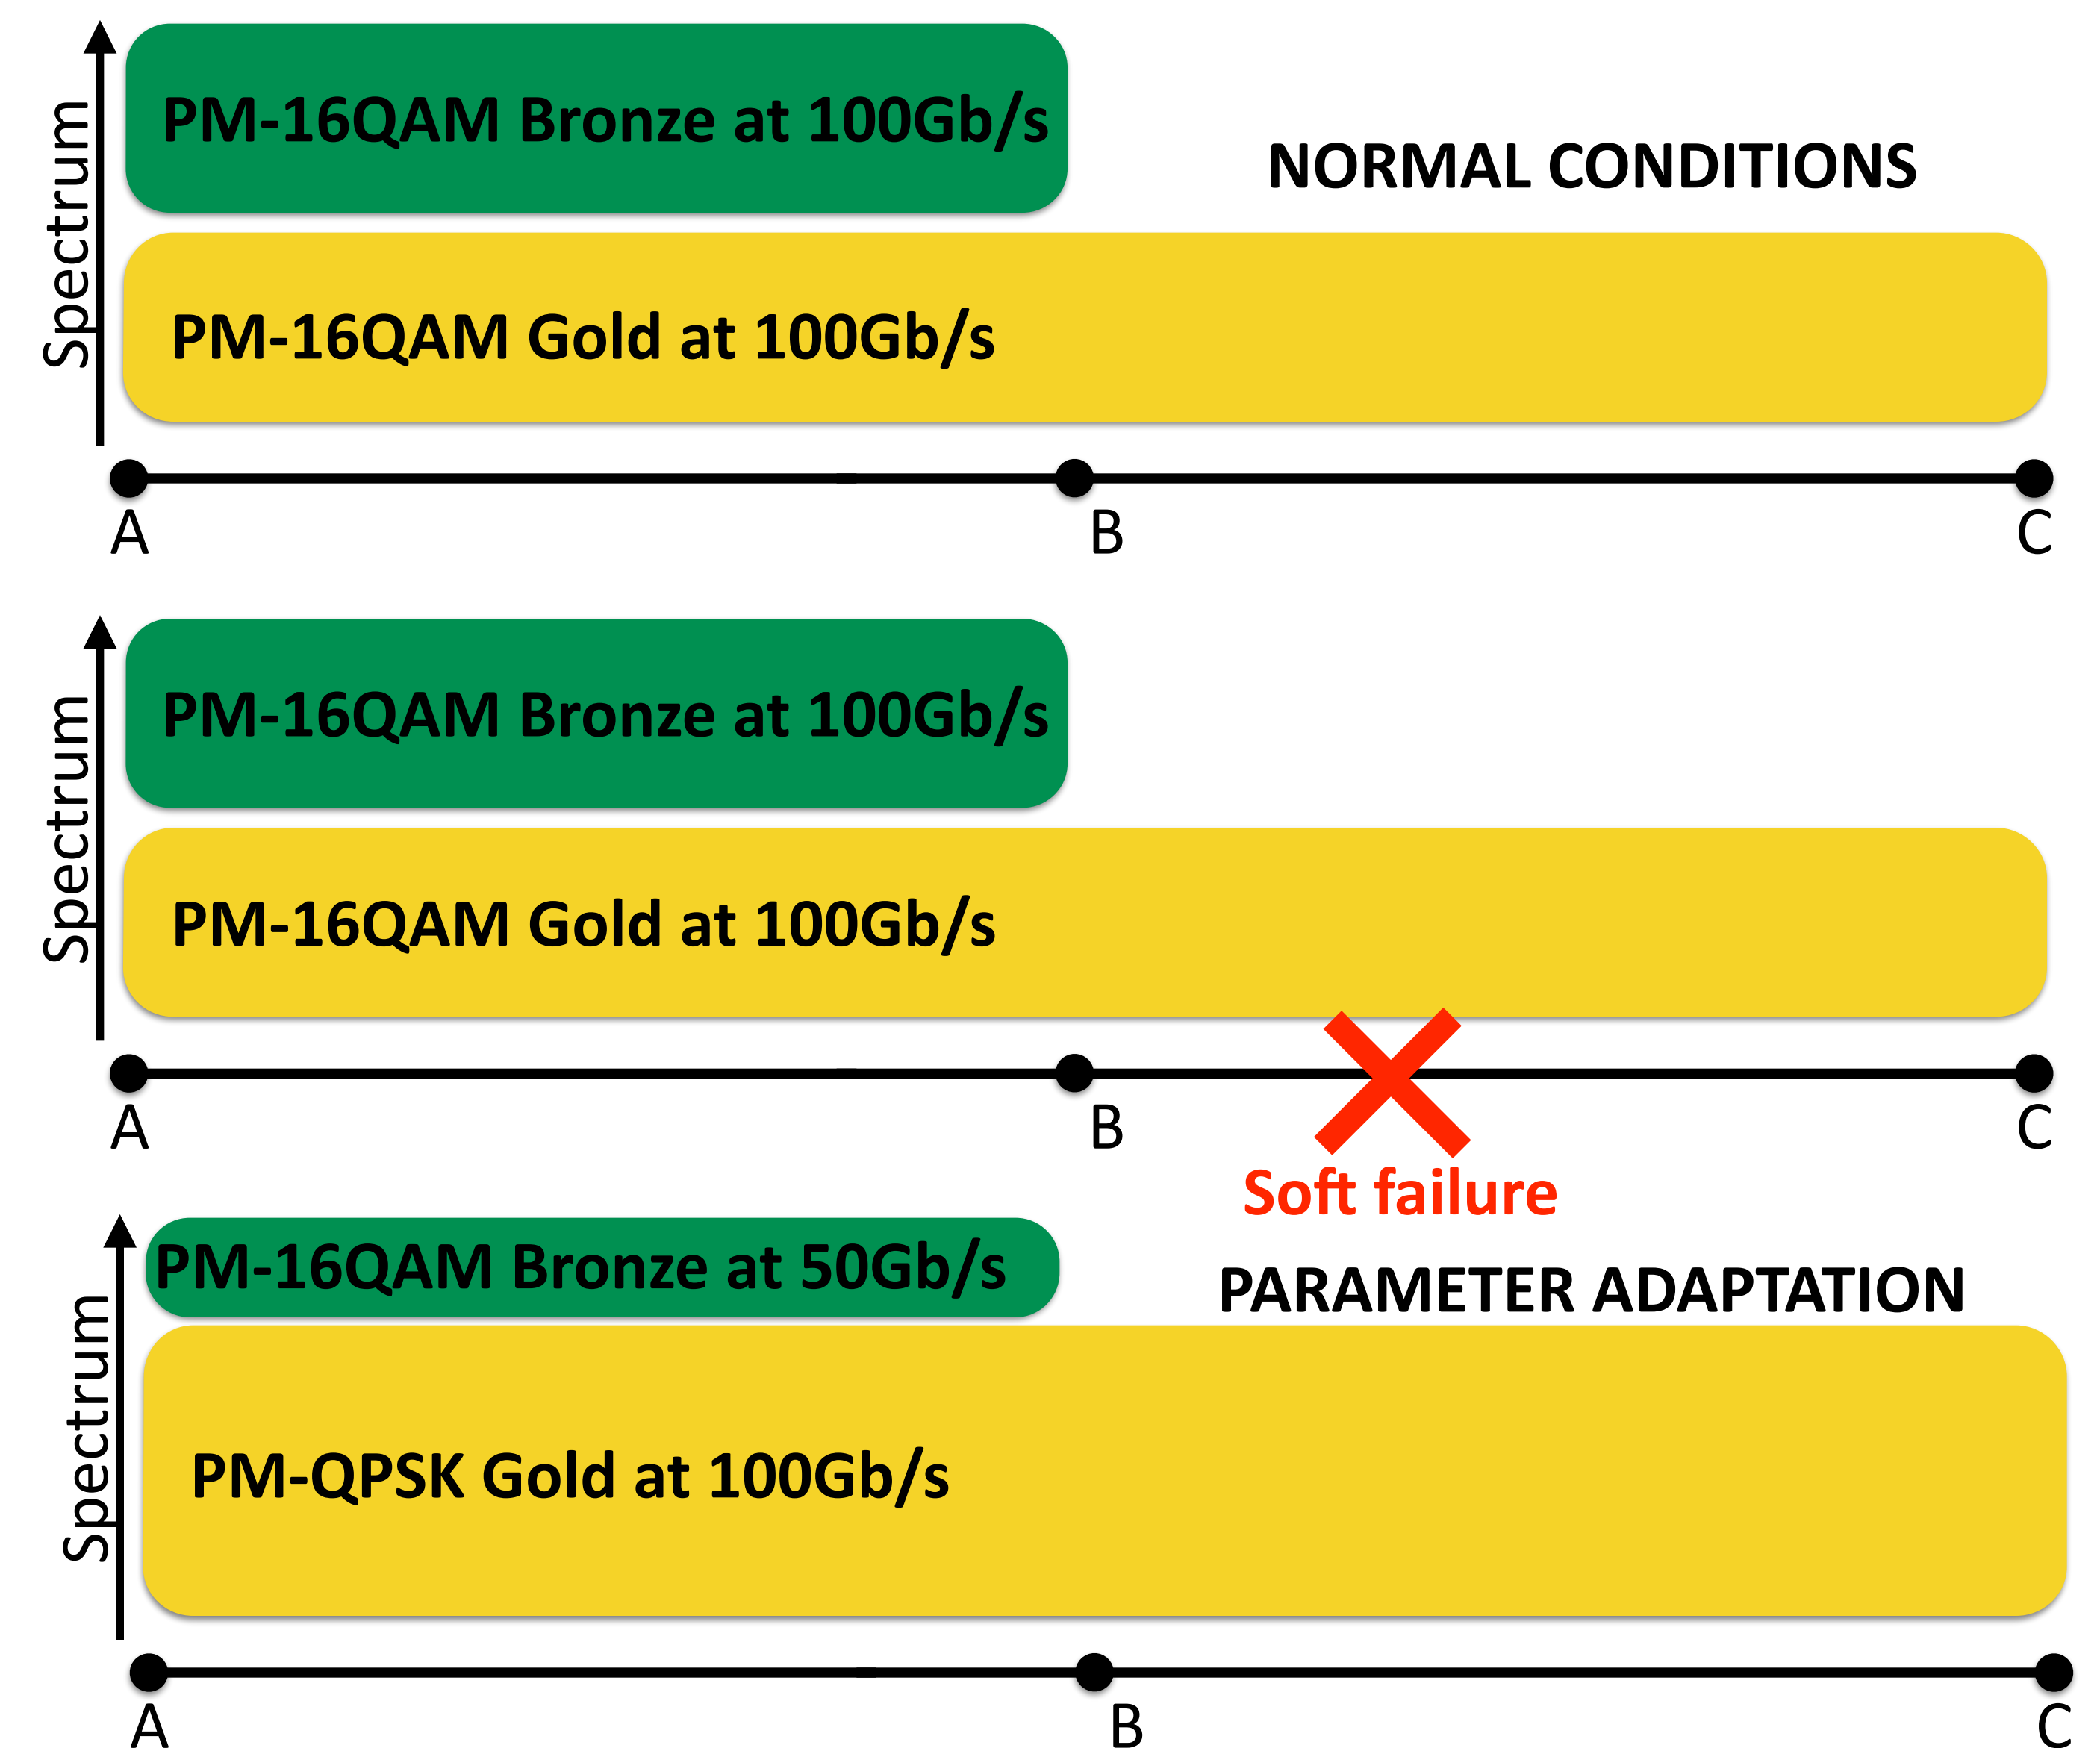 Spectrum
PM-16QAM Bronze at 100Gb/s
NORMAL CONDITIONS
PM-16QAM Gold at 100Gb/s
A
B
C
Spectrum
PM-16QAM Bronze at 100Gb/s
PM-16QAM Gold at 100Gb/s
A
B
C
Soft failure
Spectrum
PM-16QAM Bronze at 50Gb/s
PARAMETER ADAPTATION
PM-QPSK Gold at 100Gb/s
A
B
C